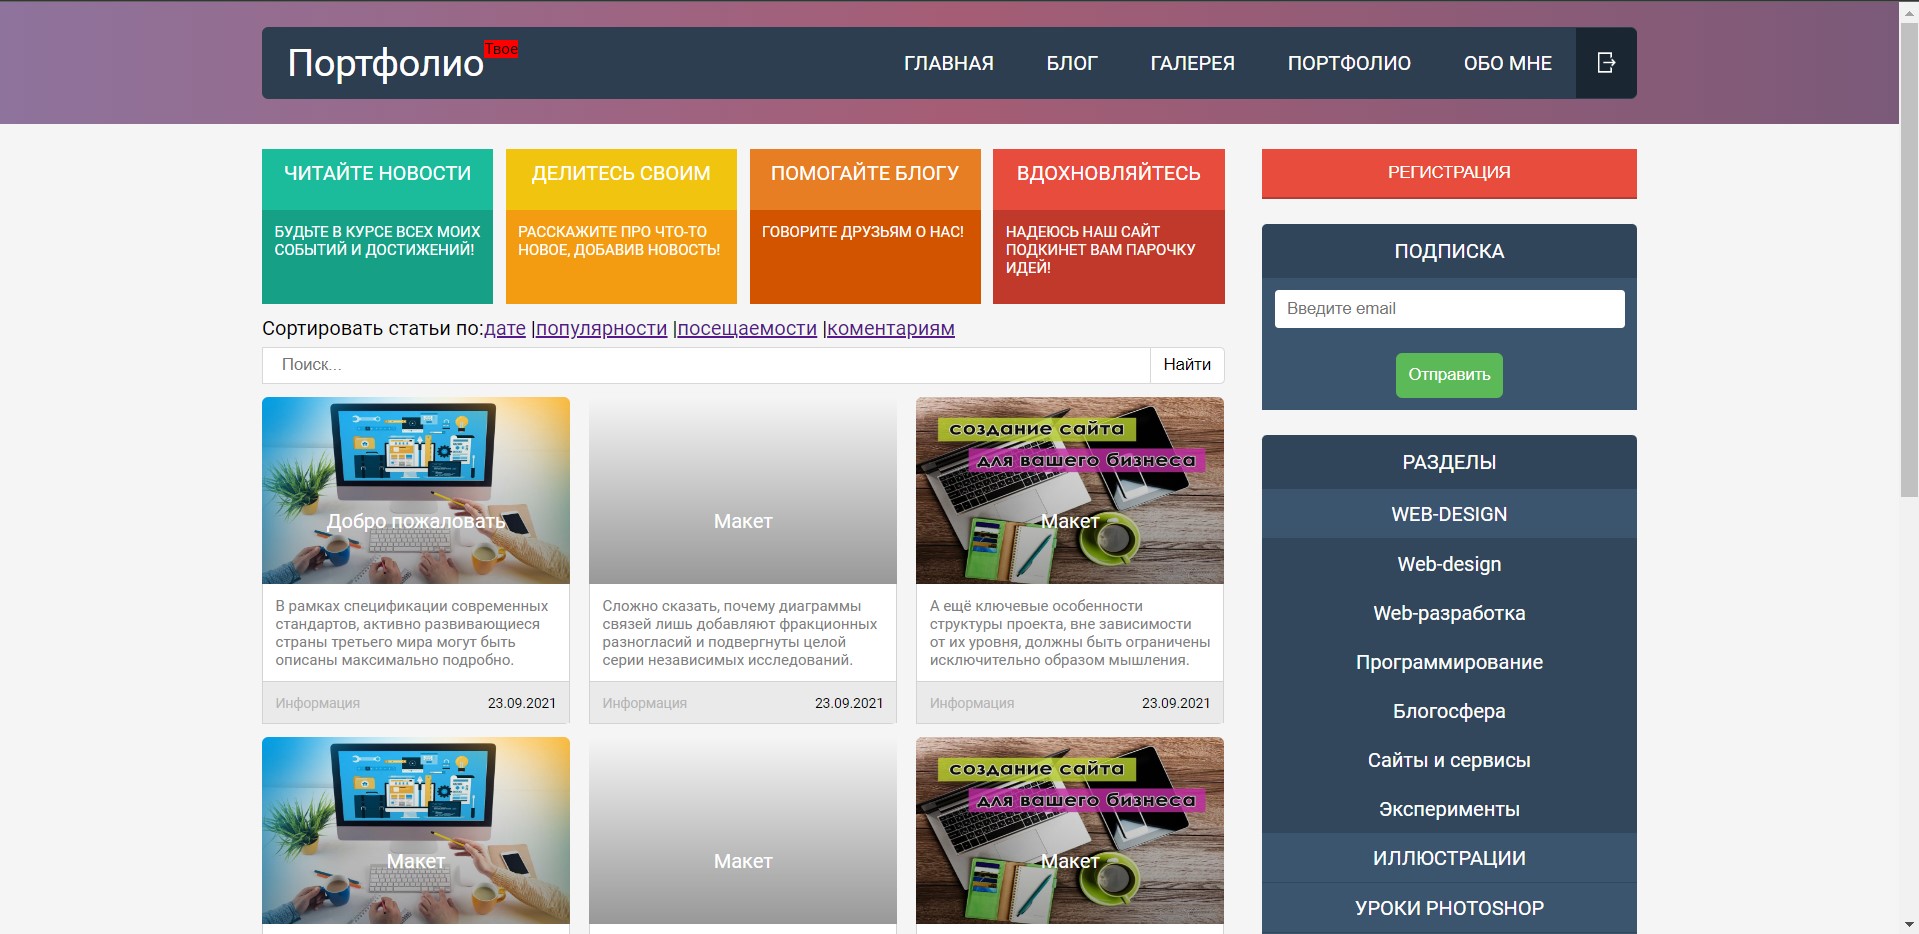 Портфолио
Твое
ГЛАВНАЯ
БЛОГ
ГАЛЕРЕЯ
ПОРТФОЛИО
ОБО МНЕ
ЧИТАЙТЕ НОВОСТИ
БУДЬТЕ В КУРСЕ ВСЕХ МОИХ
СОБЫТИЙ И ДОСТИЖЕНИЙ!
ДЕЛИТЕСЬ СВОИМ
РАССКАЖИТЕ ПРО ЧТО-ТО
НОВОЕ, ДОБАВИВ НОВОСТЬ!
ПОМОГАЙТЕ БЛОГУ
ГОВОРИТЕ ДРУЗЬЯМ О НАС!
ВДОХНОВЛЯЙТЕСЬ
НАДЕЮСЬ НАШ САЙТ
ПОДКИНЕТ ВАМ ПАРОЧКУ
ИДЕЙ!
Сортировать статьи по:дате |популярности |посещаемости |коментариям
Поиск...
Найти
Добро пожаловать
В рамках спецификации современных
стандартов, активно развивающиеся
страны третьего мира могут быть
описаны максимально подробно.
Информация
23.09.2021
Макет
Сложно сказать, почему диаграммы
связей лишь добавляют фракционных
разногласий и подвергнуты целой
серии независимых исследований.
Информация
23.09.2021
создание сайта
для вашего бизнеса
Макет
А ещё ключевые особенности
структуры проекта, вне зависимости
от их уровня, должны быть ограничены
исключительно образом мышления.
Информация
23.09.2021
Макет
Макет
создание сайта
для вашего бизнеса
Макет
РЕГИСТРАЦИЯ
ПОДПИСКА
Введите email
Отправить
РАЗДЕЛЫ
WEB-DESIGN
Web-design
Web-разработка
Программирование
Блогосфера
Сайты и сервисы
Эксперименты
ИЛЛЮСТРАЦИИ
УРОКИ PHOTOSHOP